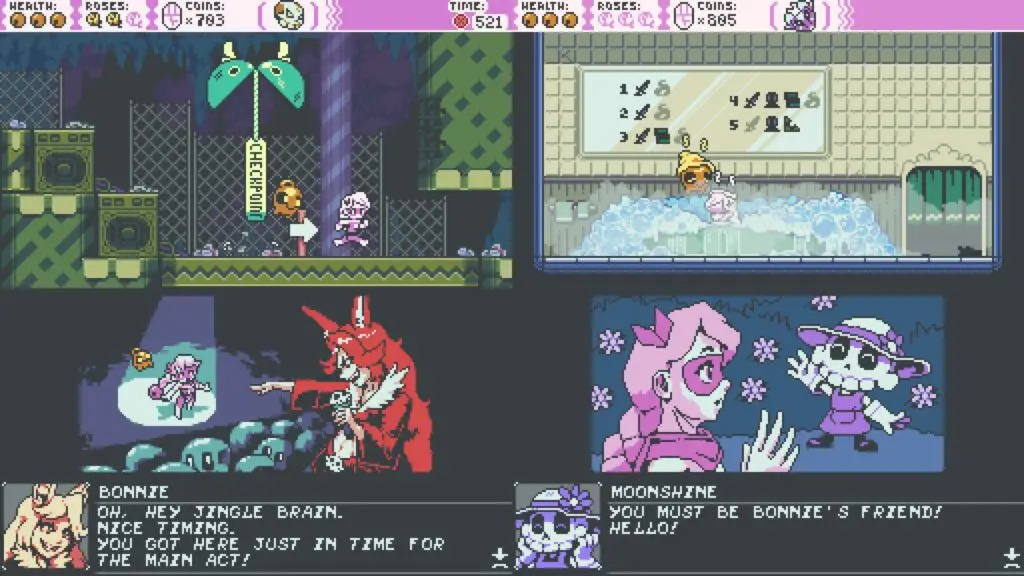 HEALTH:
ROSES:
COINS:
×703
TIME:
521
HEALTH:
ROSES:
COINS:
×805
CHECKPOINT
1
2
3
4
5
BONNIE
OH, HEY JINGLE BRAIN.
NICE TIMING.
YOU GOT HERE JUST IN TIME FOR
THE MAIN ACT!
MOONSHINE
YOU MUST BE BONNIE'S FRIEND!
HELLO!